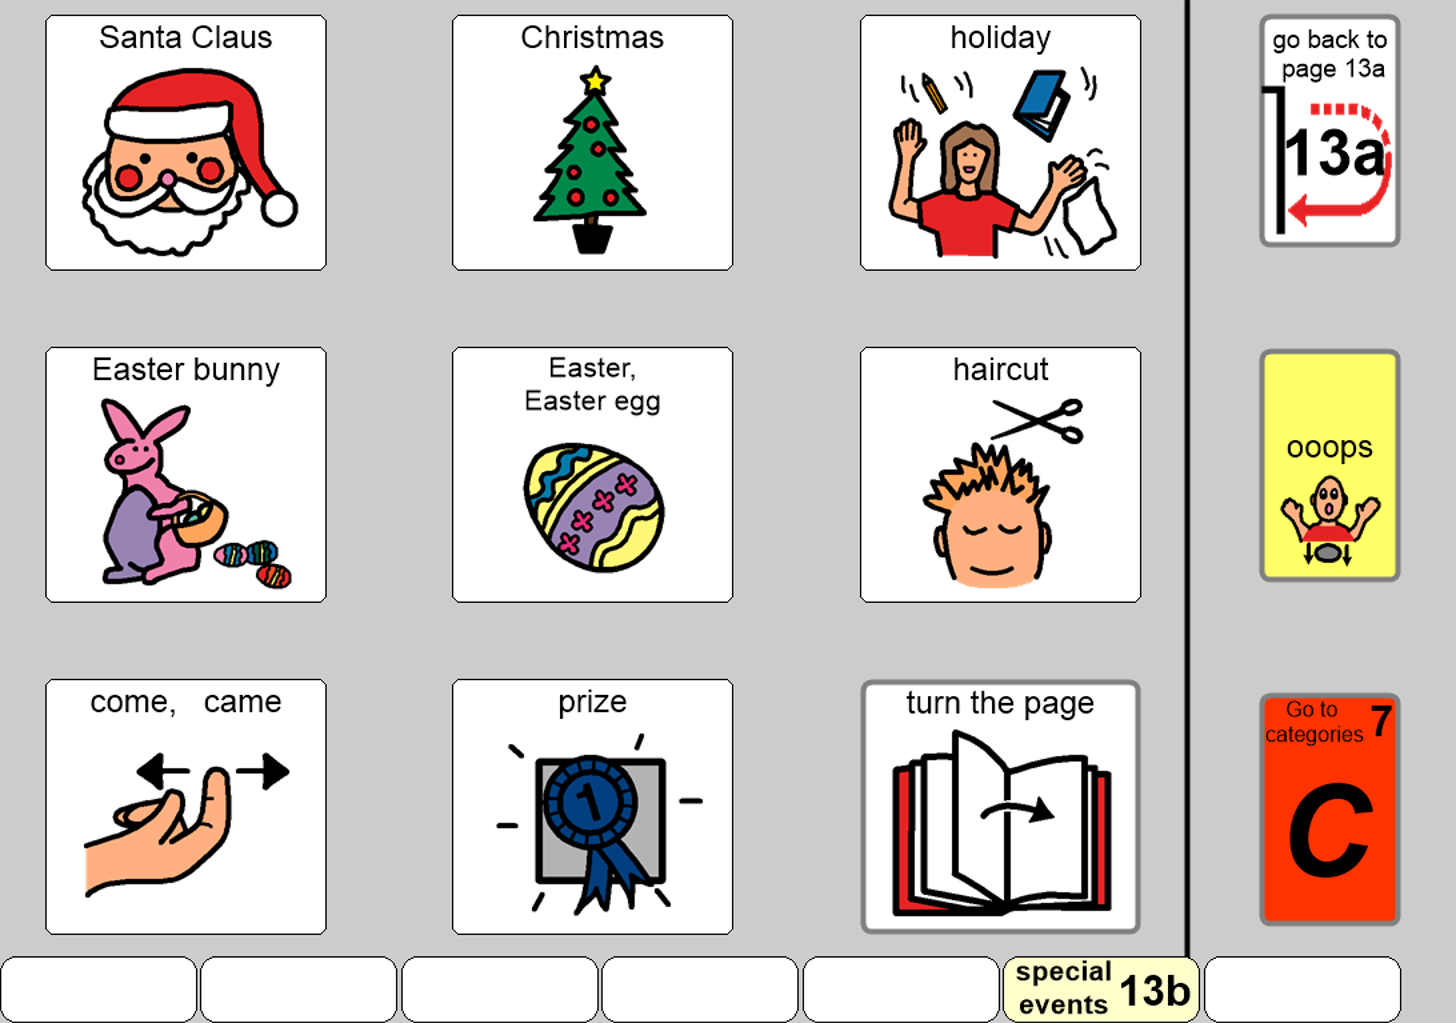 Santa Claus
Christmas
holiday
go back to
page 13a
13a
Easter bunny
Easter,
Easter egg
haircut
ooops
come,   came
prize
1
turn the page
Go to
categories 7
C
special
events 13b